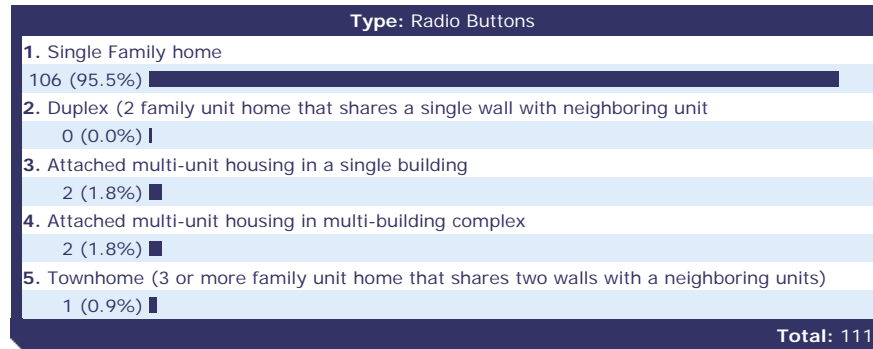 Type: Radio Buttons
1. Single Family home
106 (95.5%)
2. Duplex (2 family unit home that shares a single wall with neighboring unit
0 (0.0%)
3. Attached multi-unit housing in a single building
2 (1.8%)
4. Attached multi-unit housing in multi-building complex
2 (1.8%)
5. Townhome (3 or more family unit home that shares two walls with a neighboring units)
1 (0.9%)
Total: 111